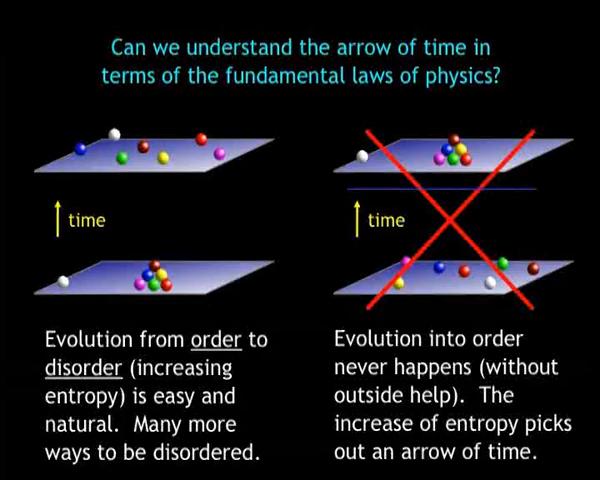 Can we understand the arrow of time in
terms of the fundamental laws of physics?
time
time
Evolution from order to
disorder (increasing
entropy) is easy and
natural.  Many more
ways to be disordered.
Evolution into order
never happens (without
outside help).  The
increase of entropy picks
out an arrow of time.